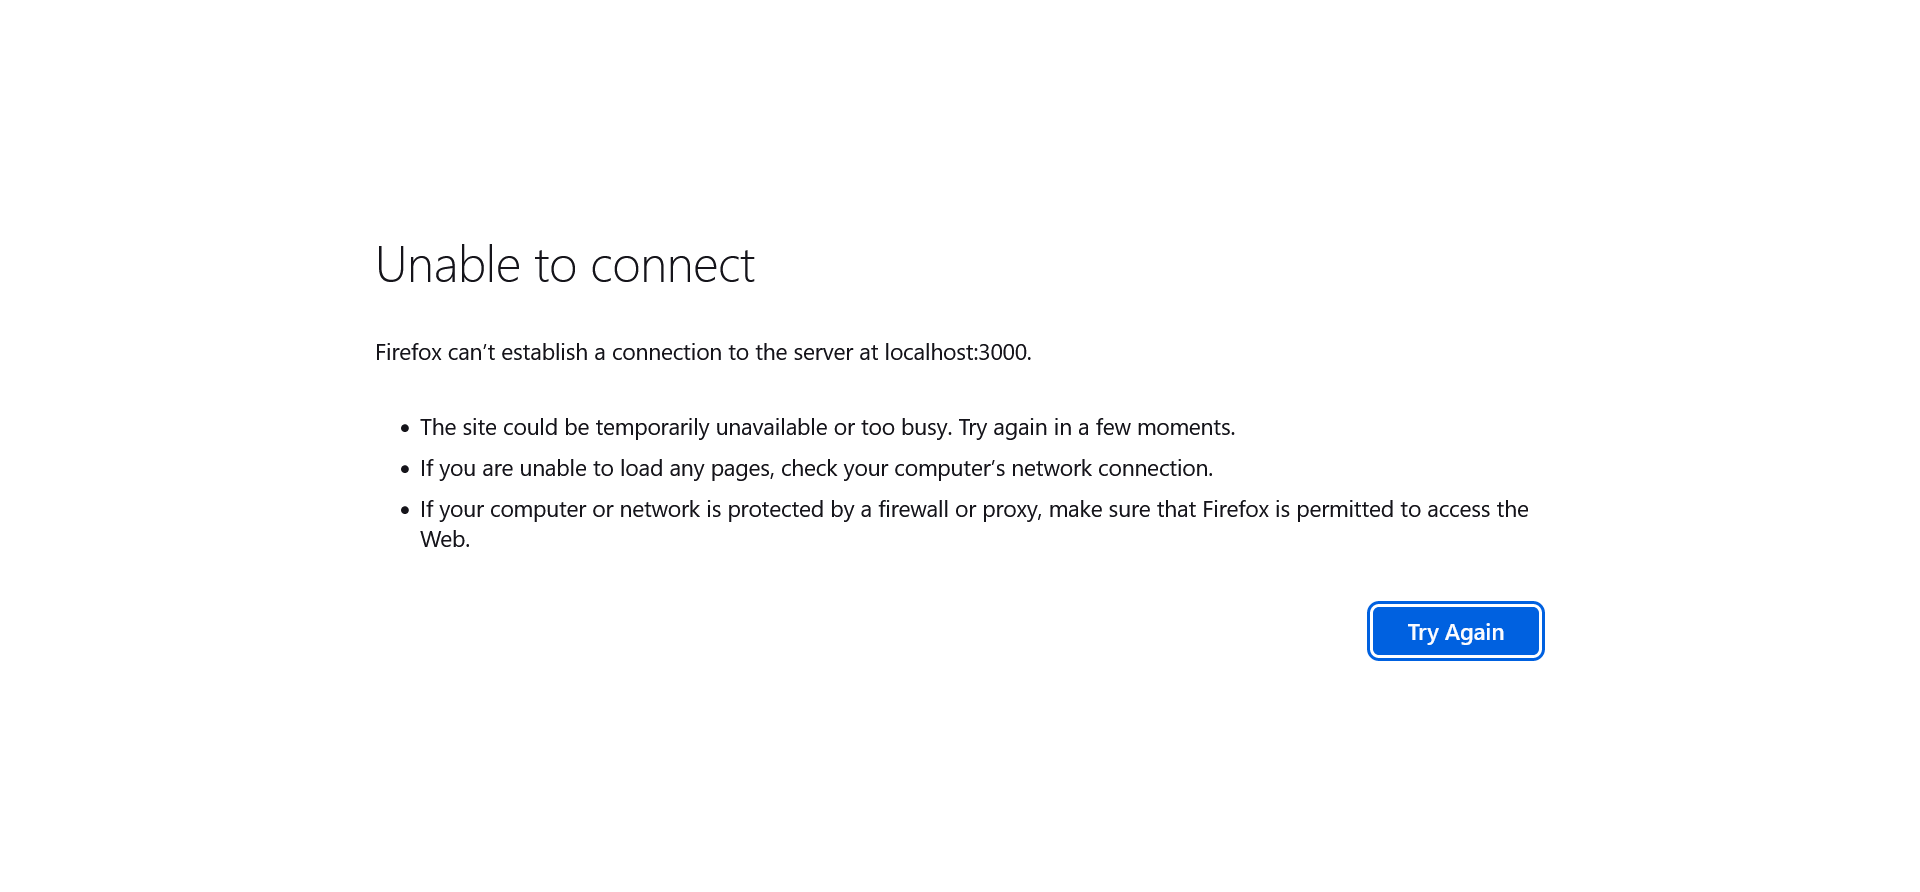 Unable to connect
Firefox can’t establish a connection to the server at localhost:3000.
• The site could be temporarily unavailable or too busy. Try again in a few moments.
• If you are unable to load any pages, check your computer’s network connection.
• If your computer or network is protected by a firewall or proxy, make sure that Firefox is permitted to access the
Web.
Try Again